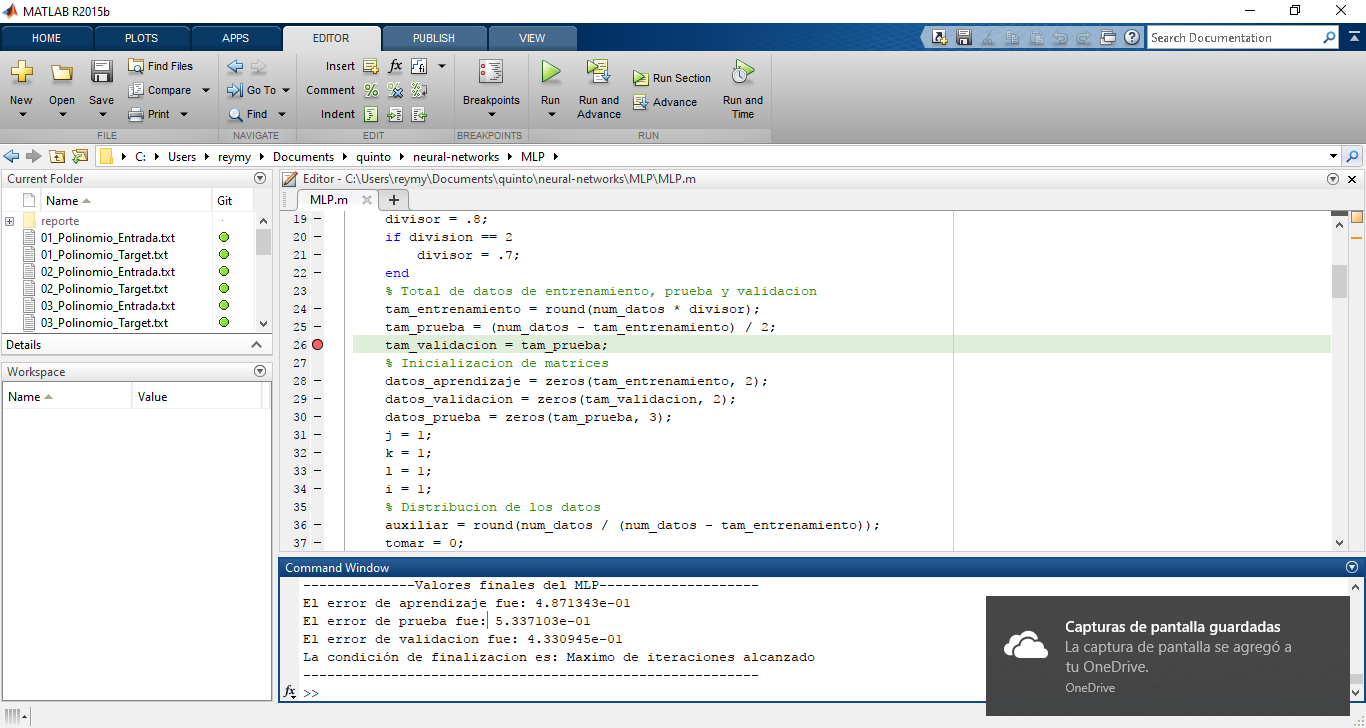 MATLAB R2015b
HOME PLOTS APPS EDITOR PUBLISH VIEW
Search Documentation
New Open Save
Find Files
Compare
Print
FILE
Go To
Find
NAVIGATE
Insert fx
Comment
Indent
EDIT
Breakpoints
BREAKPOINTS
Run
Run and Advance
Run Section
Advance
Run and Time
RUN
C: Users reymy Documents quinto neural-networks MLP
Current Folder
Name Git
reporte
01_Polinomio_Entrada.txt
01_Polinomio_Target.txt
02_Polinomio_Entrada.txt
02_Polinomio_Target.txt
03_Polinomio_Entrada.txt
03_Polinomio_Target.txt
Details
Workspace
Name Value
Editor - C:\Users\reymy\Documents\quinto\neural-networks\MLP\MLP.m
MLP.m
19 - divisor = .8;
20 - if division == 2
21 - divisor = .7;
22 - end
23 % Total de datos de entrenamiento, prueba y validacion
24 - tam_entrenamiento = round(num_datos * divisor);
25 - tam_prueba = (num_datos - tam_entrenamiento) / 2;
26 tam_validacion = tam_prueba;
27 % Inicializacion de matrices
28 - datos_aprendizaje = zeros(tam_entrenamiento, 2);
29 - datos_validacion = zeros(tam_validacion, 2);
30 - datos_prueba = zeros(tam_prueba, 3);
31 - j = 1;
32 - k = 1;
33 - l = 1;
34 - i = 1;
35 % Distribucion de los datos
36 - auxiliar = round(num_datos / (num_datos - tam_entrenamiento));
37 - tomar = 0;
Command Window
--------------Valores finales del MLP--------------------
El error de aprendizaje fue: 4.871343e-01
El error de prueba fue: 5.337103e-01
El error de validacion fue: 4.330945e-01
La condición de finalizacion es: Maximo de iteraciones alcanzado
---------------------------------------------------------
fx >>
Capturas de pantalla guardadas
La captura de pantalla se agregó a
tu OneDrive.
OneDrive